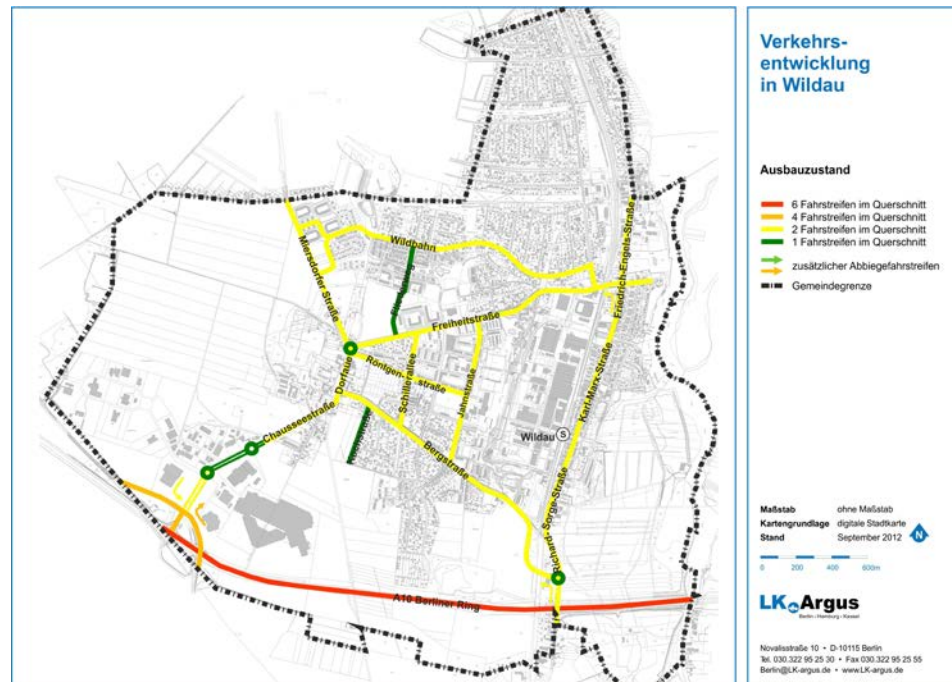 Verkehrs-
entwicklung
in Wildau
Ausbauzustand
6 Fahrstreifen im Querschnitt
4 Fahrstreifen im Querschnitt
2 Fahrstreifen im Querschnitt
1 Fahrstreifen im Querschnitt
zusätzlicher Abbiegefahrstreifen
Gemeindegrenze
Miersdorfer Straße
Wildbahn
Friedrich-Engels-Straße
Freiheitstraße
Röntgen- straße
Dorfaue
Schillerallee
Jahnstraße
Karl-Marx-Straße
Chausseestraße
Wildau S
Bergstraße
Richard- Sorge-Straße
A10 Berliner Ring
Maßstab ohne Maßstab
Kartengrundlage digitale Stadtkarte
Stand September 2012
N
0 200 400 600m
LK Argus
Berlin Hamburg Kassel
Novalisstraße 10 • D-10115 Berlin
Tel. 030.322 95 25 30 • Fax 030.322 95 25 55
Berlin@LK-argus.de • www.LK-argus.de